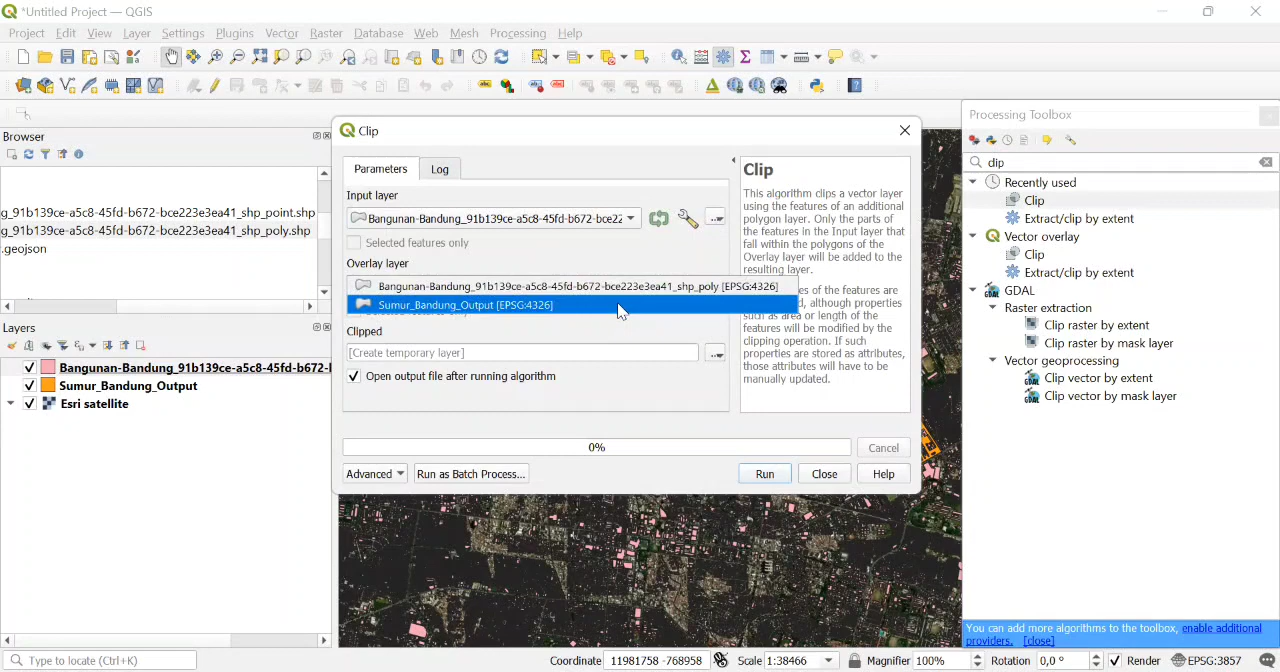 *Untitled Project — QGIS
Project Edit View Layer Settings Plugins Vector Raster Database Web Mesh Processing Help
Browser
g_91b139ce-a5c8-45fd-b672-bce223e3ea41_shp_point.shp
g_91b139ce-a5c8-45fd-b672-bce223e3ea41_shp_poly.shp
.geojson
Layers
Bangunan-Bandung_91b139ce-a5c8-45fd-b672-
Sumur_Bandung_Output
Esri satellite
Clip
Parameters Log
Input layer
Bangunan-Bandung_91b139ce-a5c8-45fd-b672-bce22
Selected features only
Overlay layer
Bangunan-Bandung_91b139ce-a5c8-45fd-b672-bce223e3ea41_shp_poly [EPSG:4326]
Sumur_Bandung_Output [EPSG:4326]
Clipped
[Create temporary layer]
Open output file after running algorithm
Clip
This algorithm clips a vector layer
using the features of an additional
polygon layer. Only the parts of
the features in the Input layer that
fall within the polygons of the
Overlay layer will be added to the
resulting layer.
es of the features are
d, although properties
such as area or length of the
features will be modified by the
clipping operation. If such
properties are stored as attributes,
those attributes will have to be
manually updated.
0%
Cancel
Advanced Run as Batch Process... Run Close Help
Processing Toolbox
clip
Recently used
Clip
Extract/clip by extent
Vector overlay
Clip
Extract/clip by extent
GDAL
Raster extraction
Clip raster by extent
Clip raster by mask layer
Vector geoprocessing
Clip vector by extent
Clip vector by mask layer
You can add more algorithms to the toolbox, enable additional
providers. [close]
Type to locate (Ctrl+K) Coordinate 11981758 -768958 Scale 1:38466 Magnifier 100% Rotation 0,0 ° Render EPSG:3857